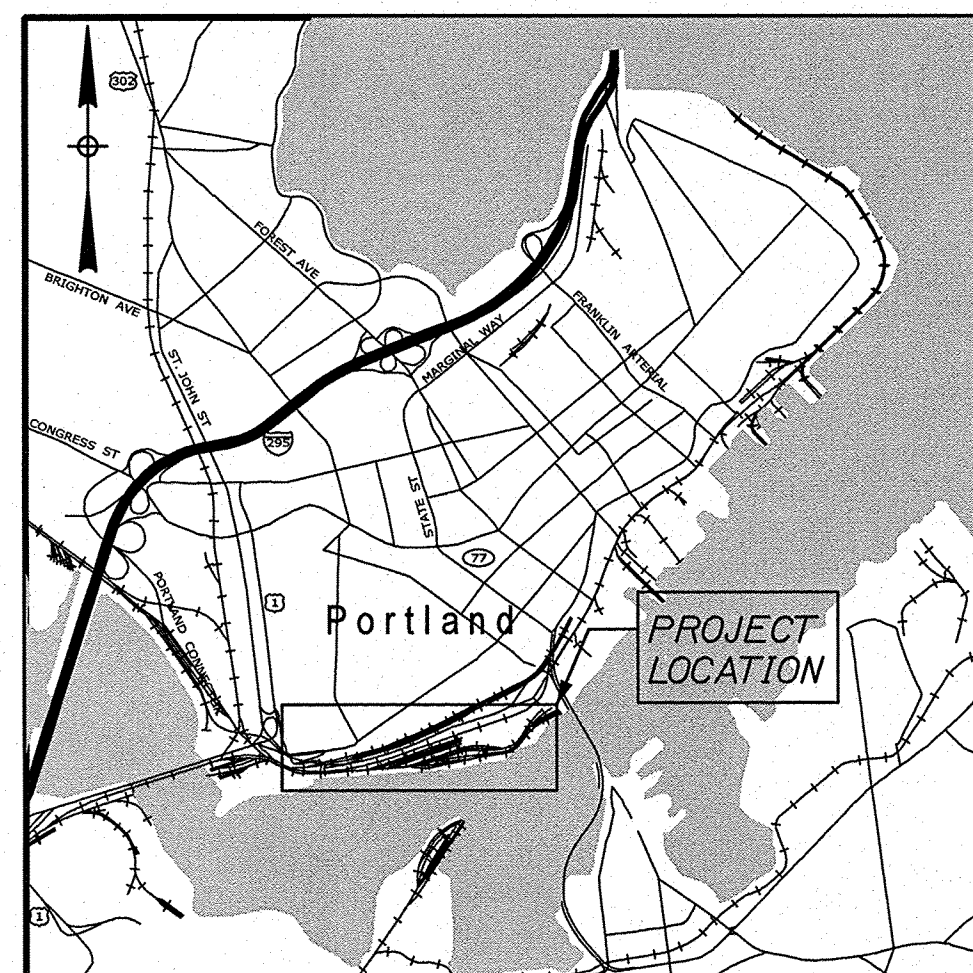 302
FOREST AVE
BRIGHTON AVE
FRANKLIN ARTERIAL
MARGINAL WAY
ST. JOHN ST
CONGRESS ST
295
STATE ST
77
PORTLAND CONNECTR
1
Portland
PROJECT
LOCATION
1